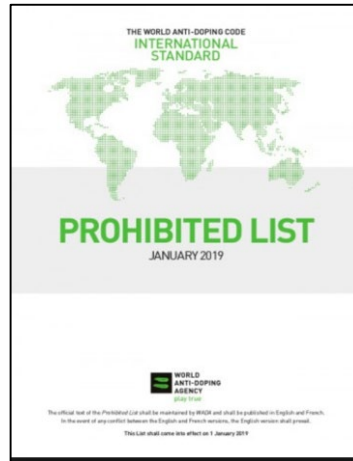 THE WORLD ANTI-DOPING CODE
INTERNATIONAL
STANDARD
PROHIBITED LIST
JANUARY 2019
WORLD
ANTI-DOPING
AGENCY
play true
The official text of the Prohibited List shall be maintained by WADA and shall be published in English and French.
In the event of any conflict between the English and French versions, the English version shall prevail.
This List shall come into effect on 1 January 2019